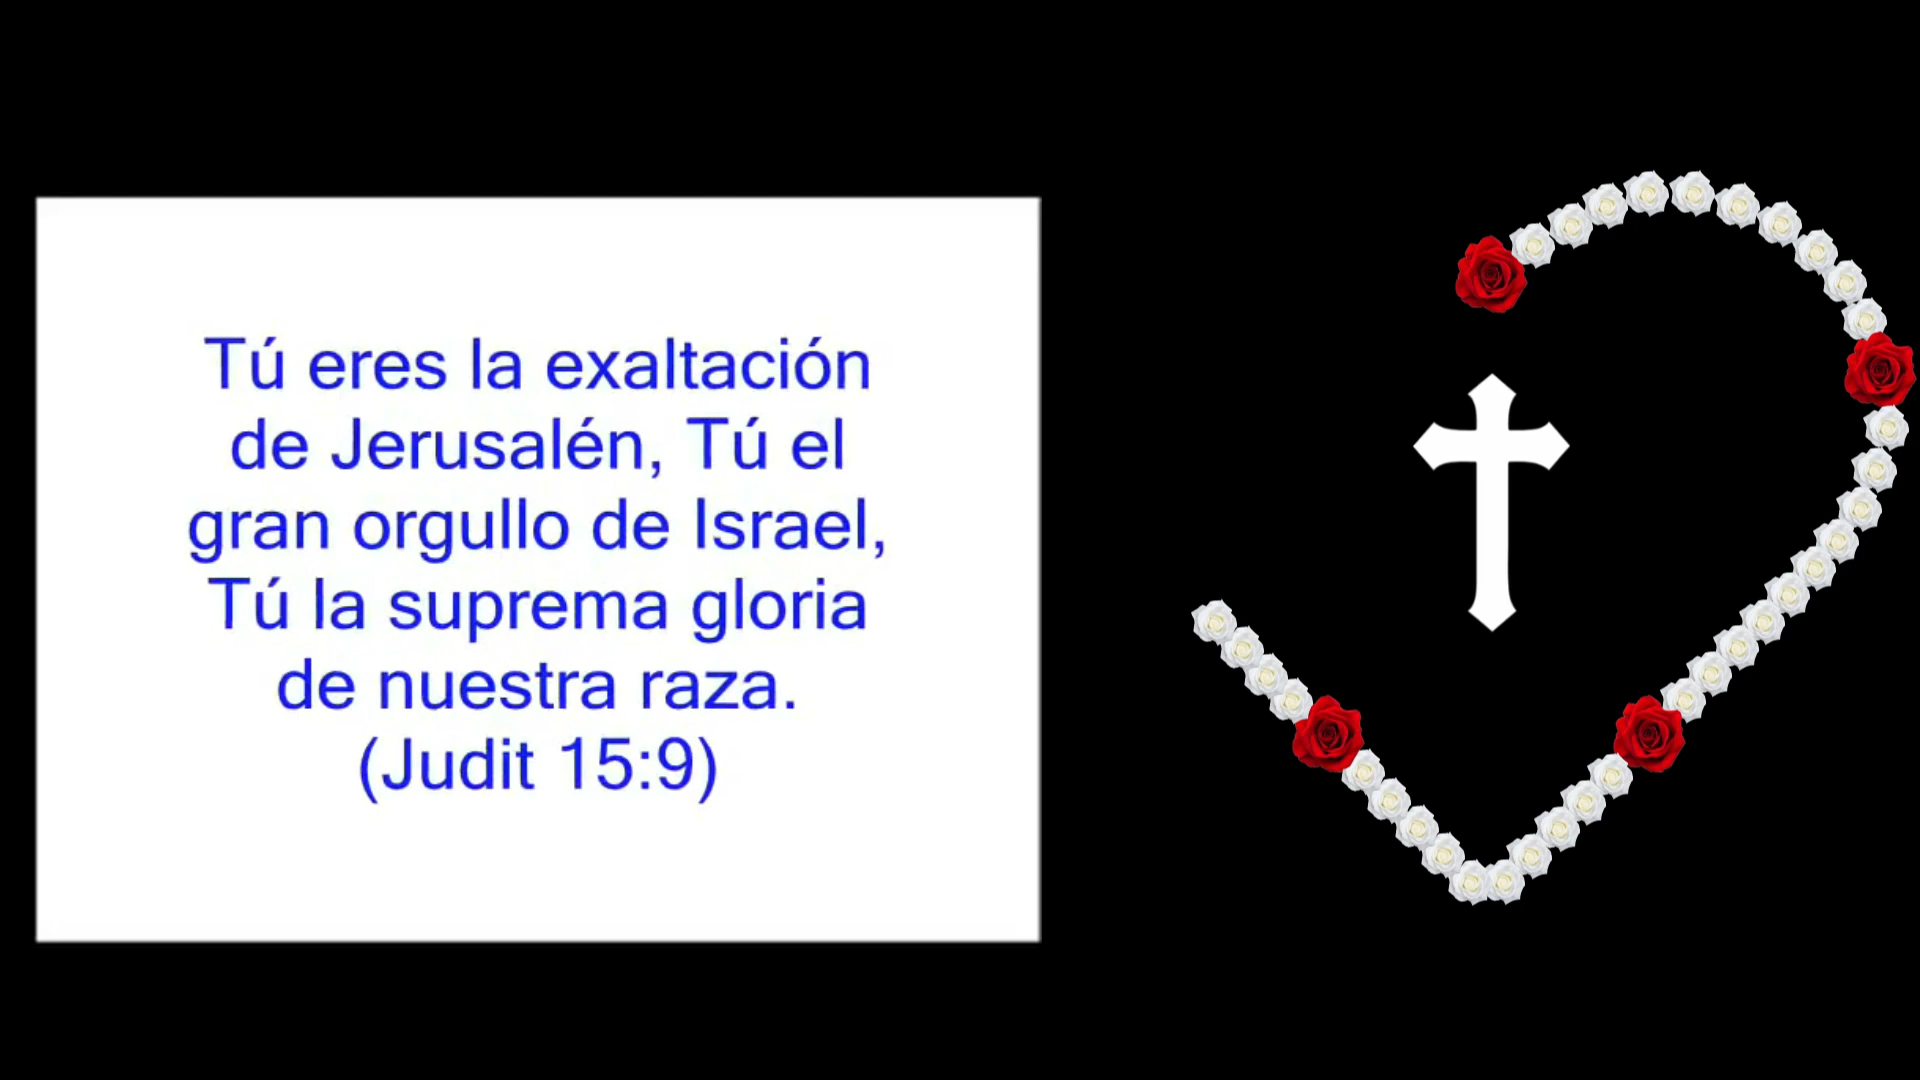 Tú eres la exaltación
de Jerusalén, Tú el
gran orgullo de Israel,
Tú la suprema gloria
de nuestra raza.
(Judit 15:9)